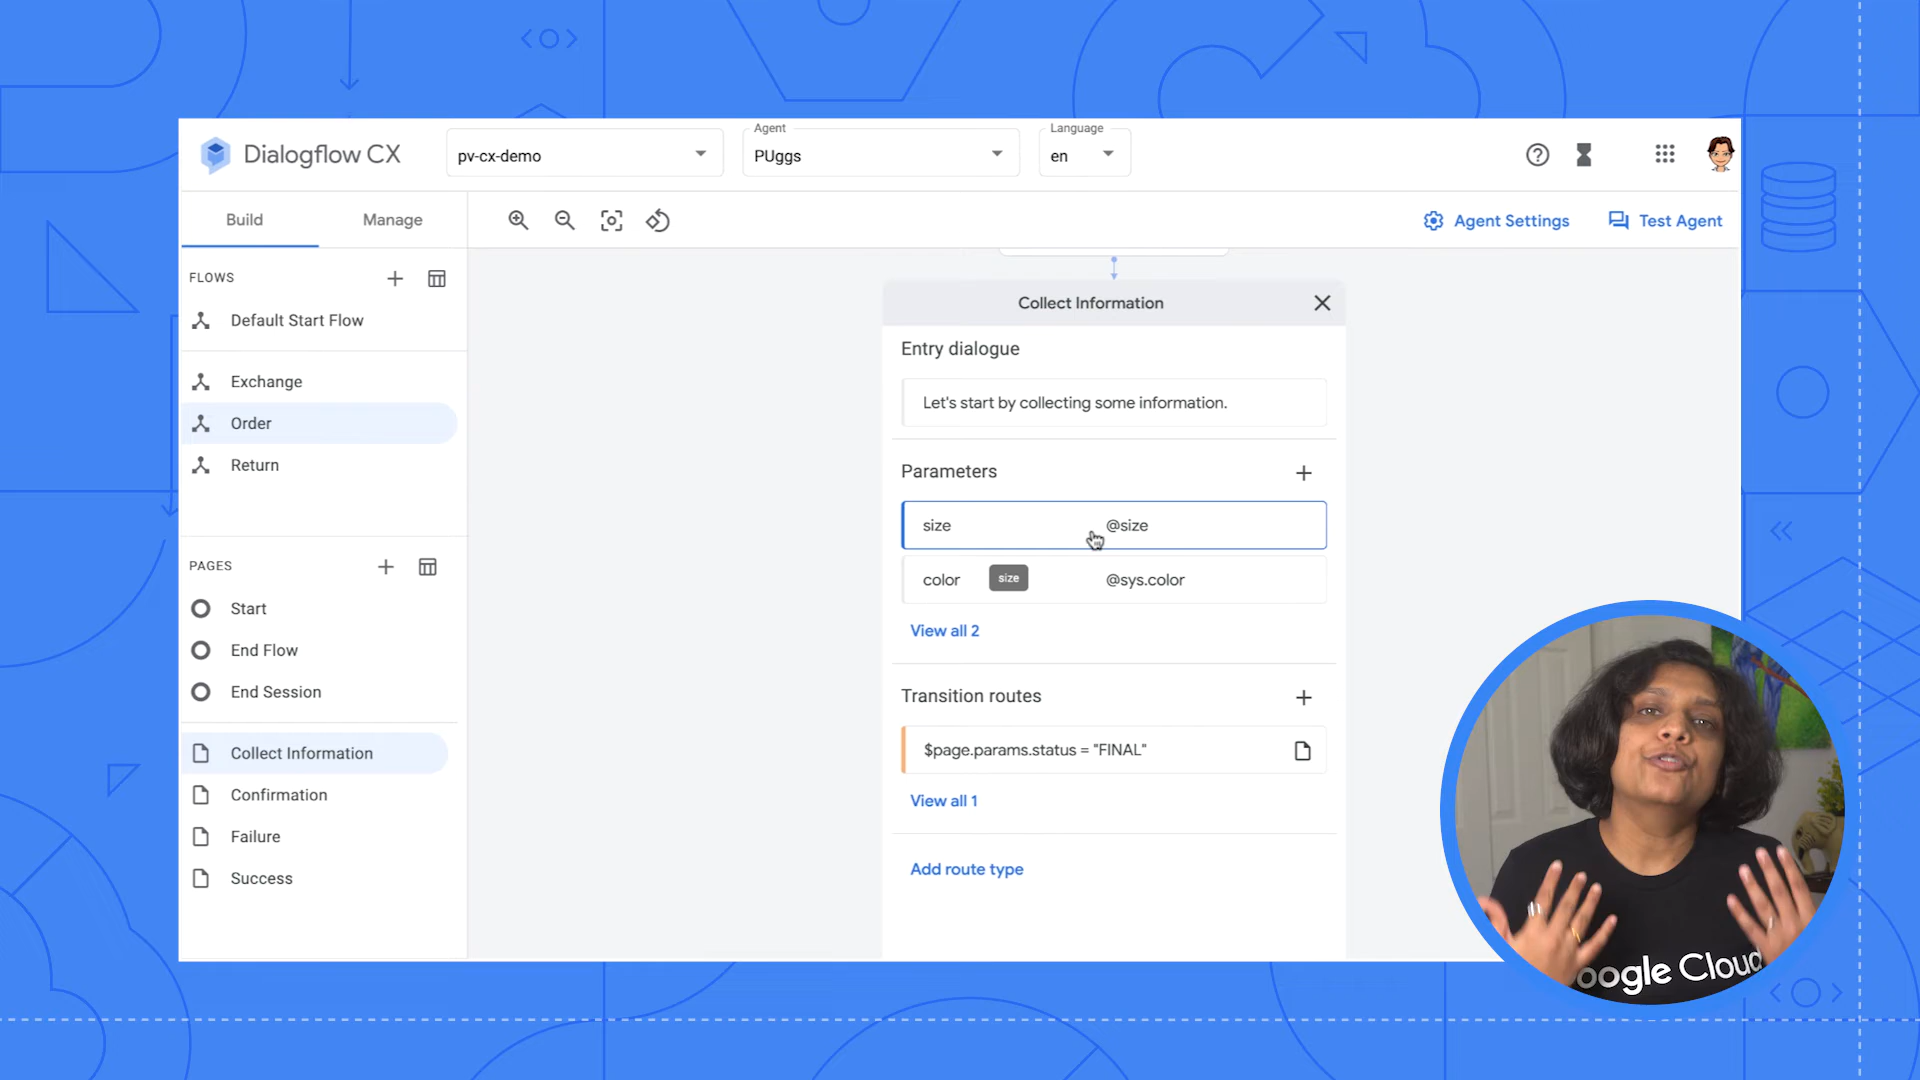 Dialogflow CX
pv-cx-demo
Agent
PUggs
Language
en
Build
Manage
Agent Settings
Test Agent
FLOWS
Default Start Flow
Exchange
Order
Return
PAGES
Start
End Flow
End Session
Collect Information
Confirmation
Failure
Success
Collect Information
Entry dialogue
Let's start by collecting some information.
Parameters
size @size
color size @sys.color
View all 2
Transition routes
$page.params.status = "FINAL"
View all 1
Add route type
oogle Cloud